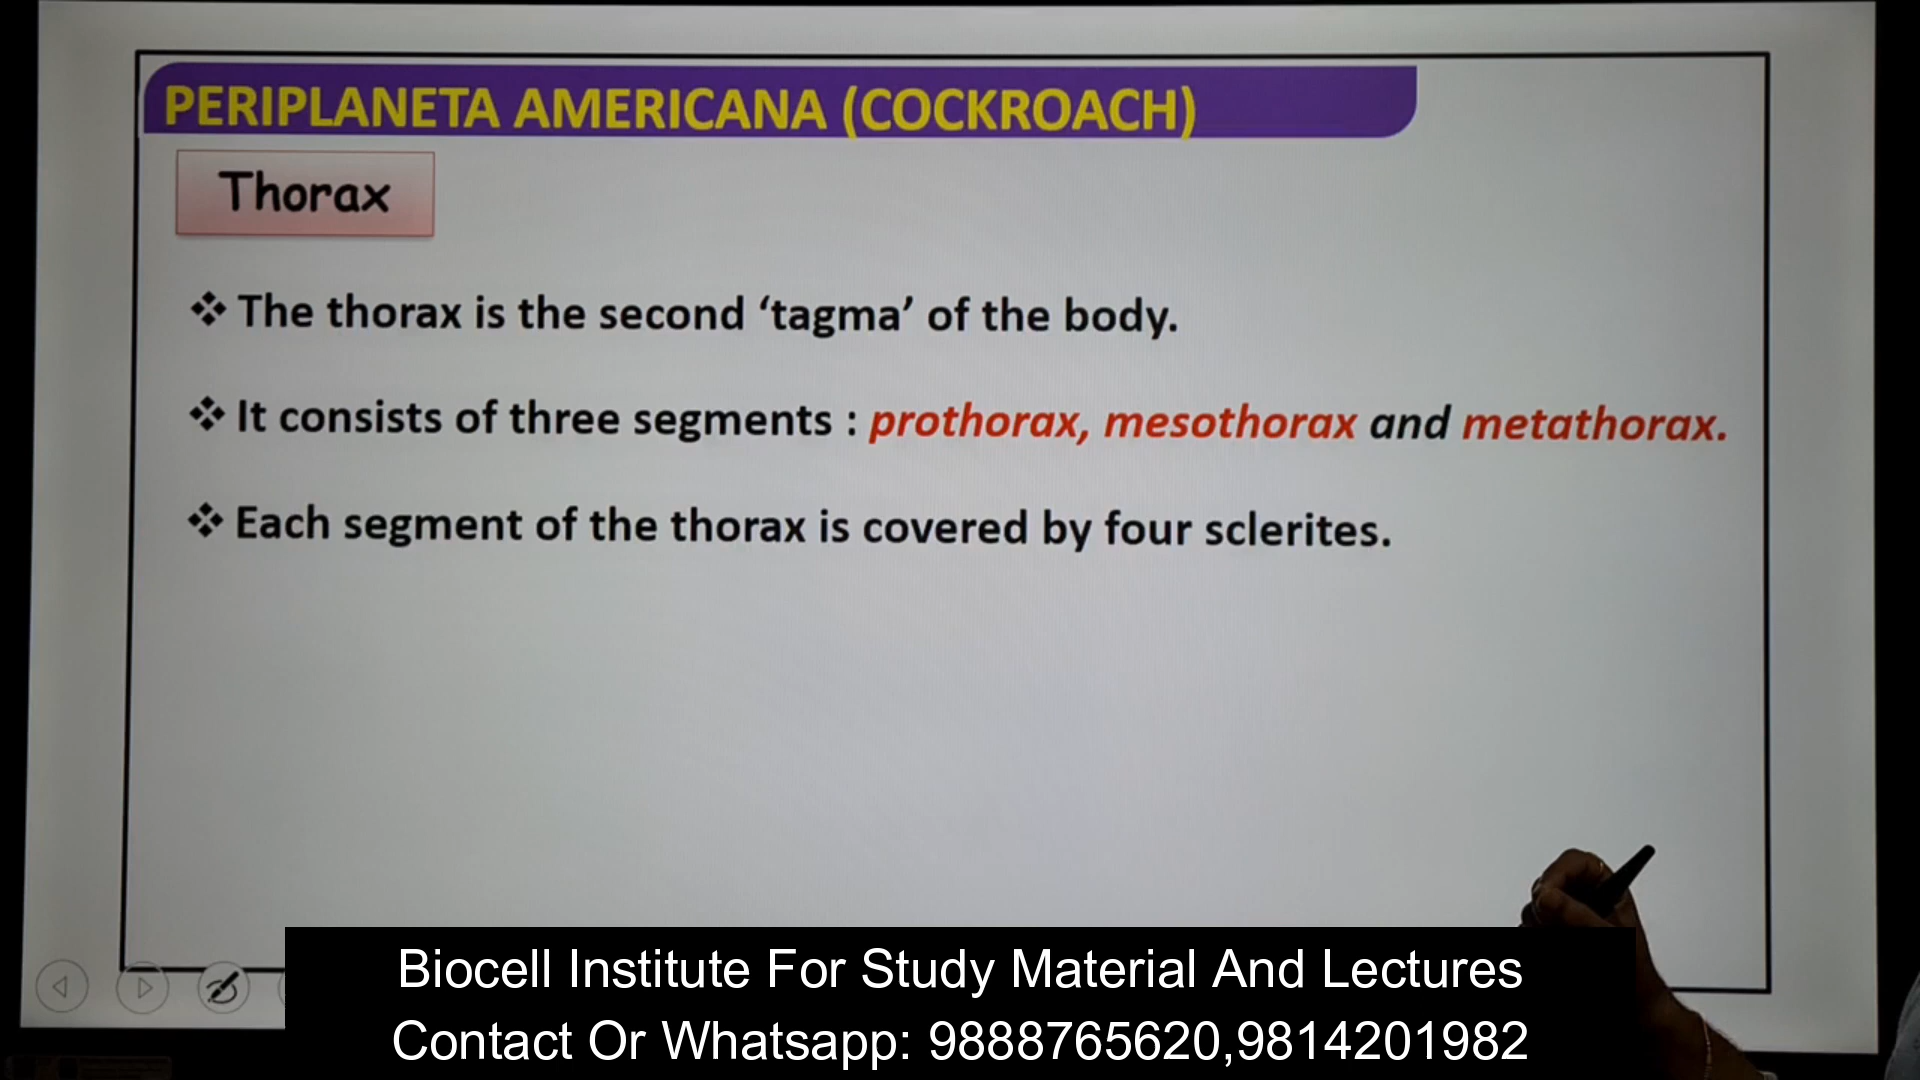 PERIPLANETA AMERICANA (COCKROACH)
Thorax
❖ The thorax is the second ‘tagma’ of the body.
❖ It consists of three segments : prothorax, mesothorax and metathorax.
❖ Each segment of the thorax is covered by four sclerites.
Biocell Institute For Study Material And Lectures
Contact Or Whatsapp: 9888765620,9814201982